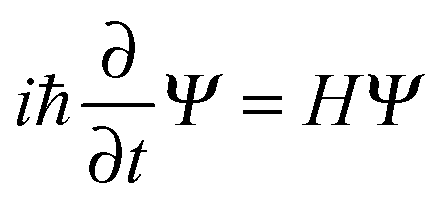 iħ ∂/∂t Ψ = HΨ